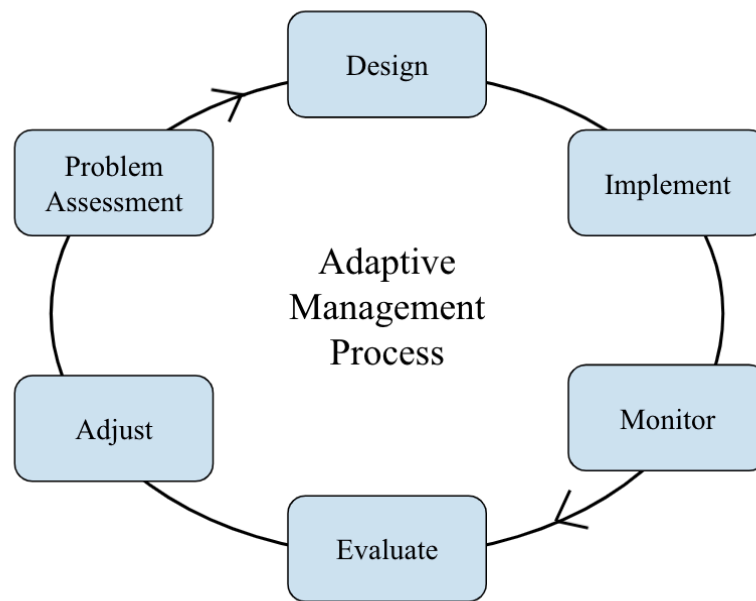 Design
Problem
Assessment
Implement
Adaptive
Management
Process
Adjust
Monitor
Evaluate